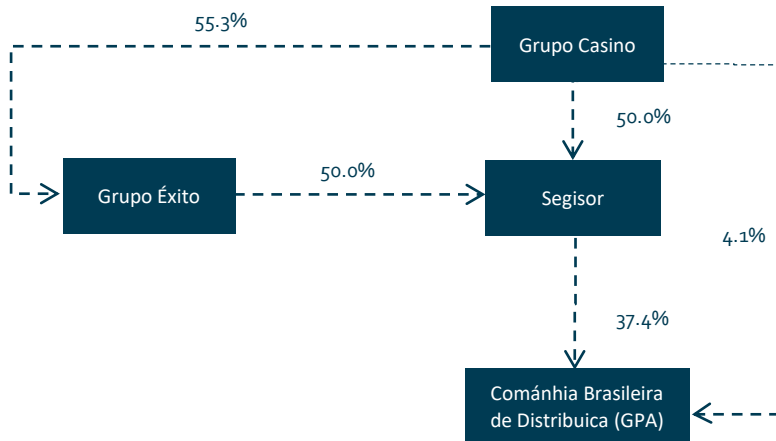 55.3%
Grupo Casino
50.0%
Grupo Éxito
50.0%
Segisor
4.1%
37.4%
Cománhia Brasileira
de Distribuica (GPA)